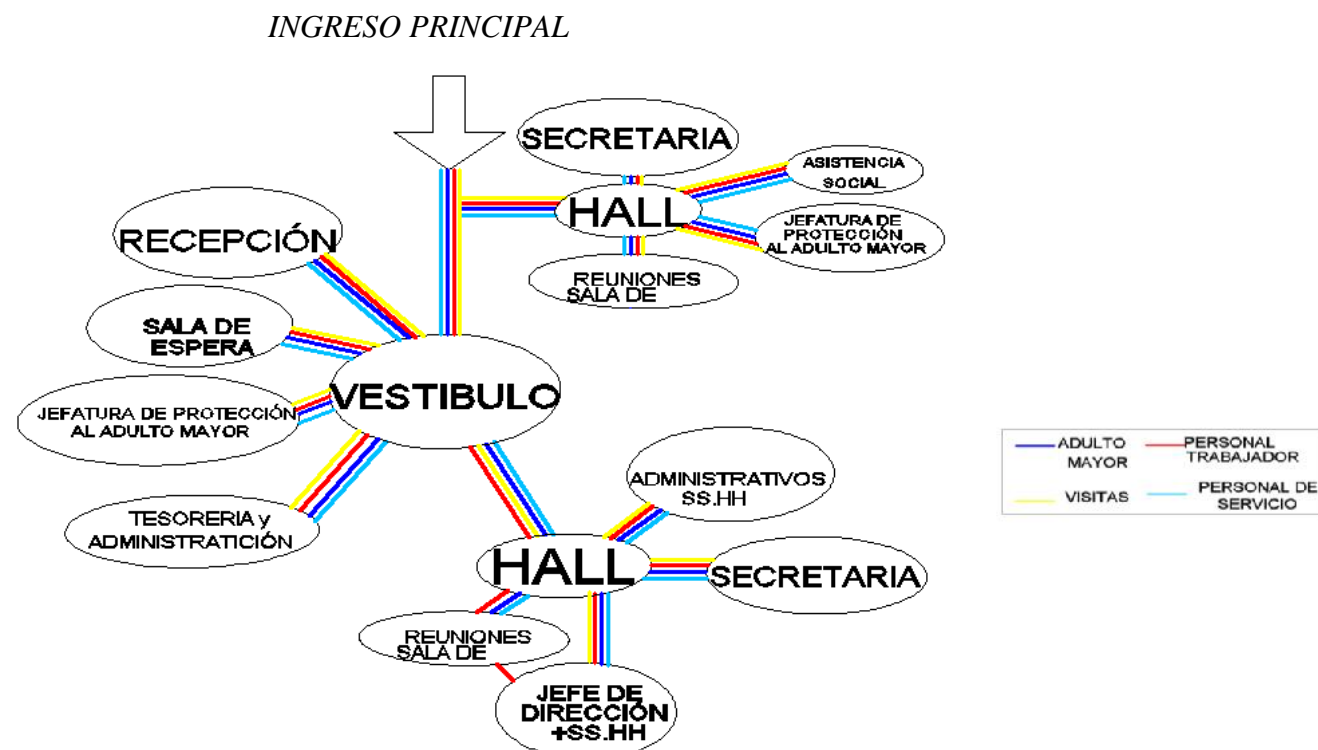 INGRESO PRINCIPAL
SECRETARIA
ASISTENCIA
SOCIAL
HALL
JEFATURA DE
PROTECCIÓN
AL ADULTO MAYOR
REUNIONES
SALA DE
RECEPCIÓN
SALA DE
ESPERA
VESTIBULO
JEFATURA DE PROTECCIÓN
AL ADULTO MAYOR
TESORERIA y
ADMINISTRATICIÓN
ADMINISTRATIVOS
SS.HH
HALL
SECRETARIA
REUNIONES
SALA DE
JEFE DE
DIRECCIÓN
+SS.HH
ADULTO
MAYOR
PERSONAL
TRABAJADOR
VISITAS
PERSONAL DE
SERVICIO